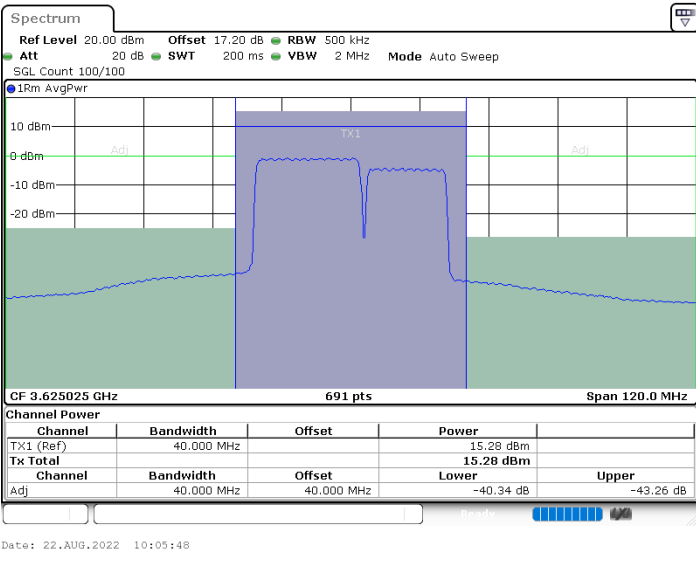 Spectrum
Ref Level 20.00 dBm Offset 17.20 dB RBW 500 kHz
Att 20 dB SWT 200 ms VBW 2 MHz Mode Auto Sweep
SGL Count 100/100
1Rm AvgPwr
10 dBm
TX1
Adj Adj
0 dBm
-10 dBm
-20 dBm
CF 3.625025 GHz 691 pts Span 120.0 MHz
Channel Power
Channel Bandwidth Offset Power
TX1 (Ref) 40.000 MHz 15.28 dBm
Tx Total 15.28 dBm
Channel Bandwidth Offset Lower Upper
Adj 40.000 MHz 40.000 MHz -40.34 dB -43.26 dB
Ready
Date: 22.AUG.2022 10:05:48